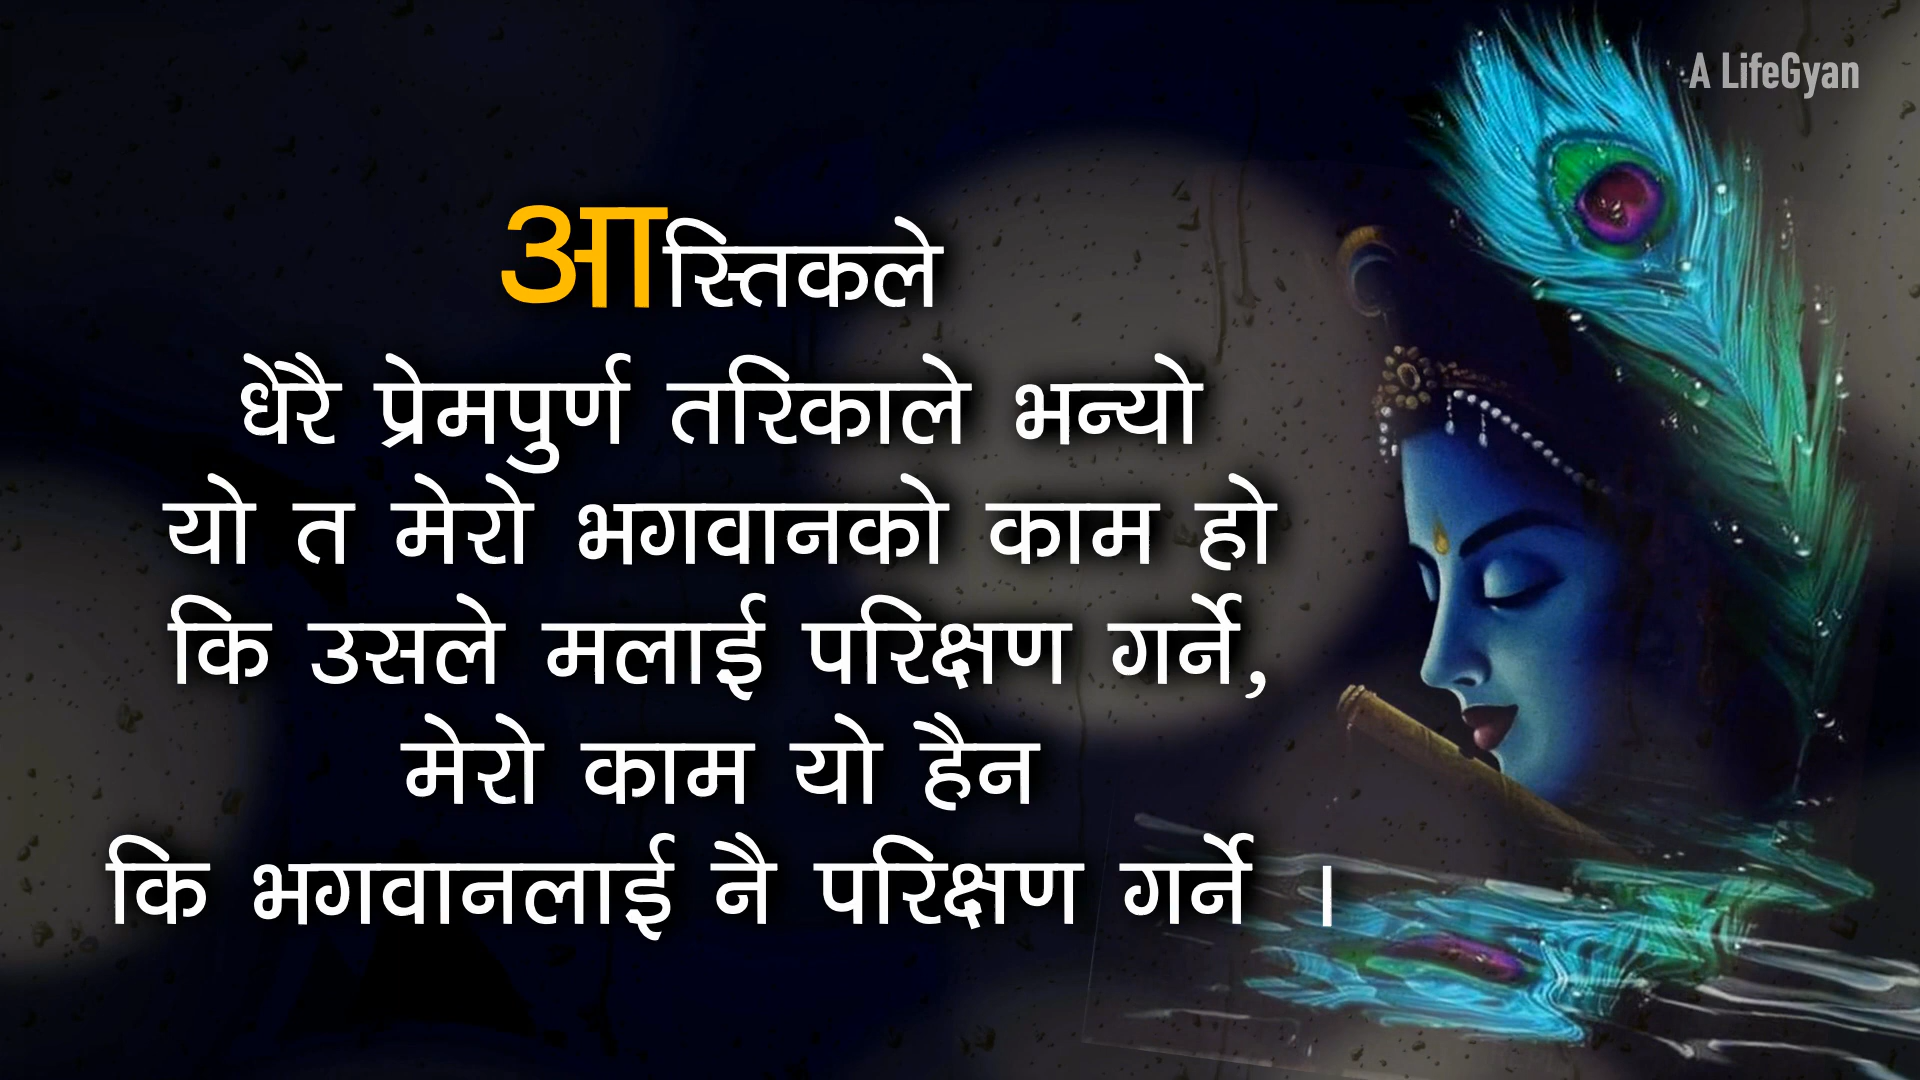 A LifeGyan
आस्तिकले
धेरै प्रेमपुर्ण तरिकाले भन्यो
यो त मेरो भगवानको काम हो
कि उसले मलाई परिक्षण गर्ने,
मेरो काम यो हैन
कि भगवानलाई नै परिक्षण गर्ने ।